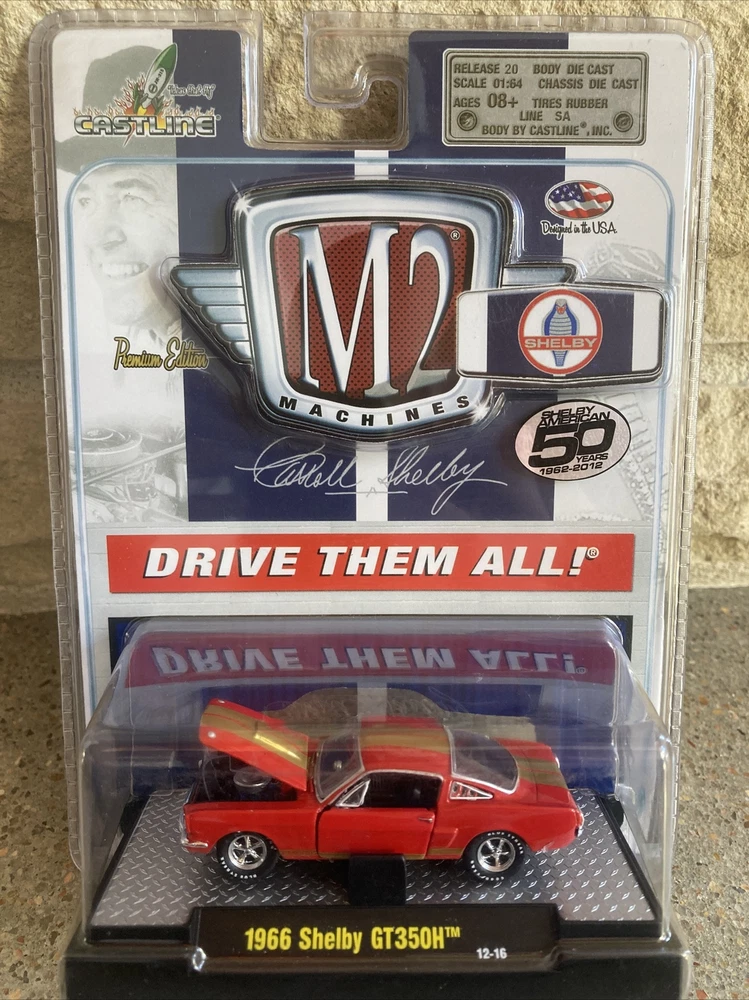 CASTLINE®
RELEASE 20 BODY DIE CAST
SCALE 01:64 CHASSIS DIE CAST
AGES 08+ TIRES RUBBER
LINE SA
BODY BY CASTLINE®, INC.
Designed in the USA.
M2®
MACHINES
Premium Edition
SHELBY
SHELBY
AMERICAN
50
YEARS
1962-2012
Carroll Shelby
DRIVE THEM ALL!®
DRIVE THEM ALL!®
1966 Shelby GT350H™
12-16